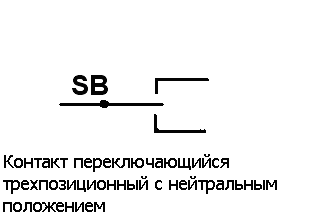 SB
Контакт переключающийся
трехпозиционный с нейтральным
положением